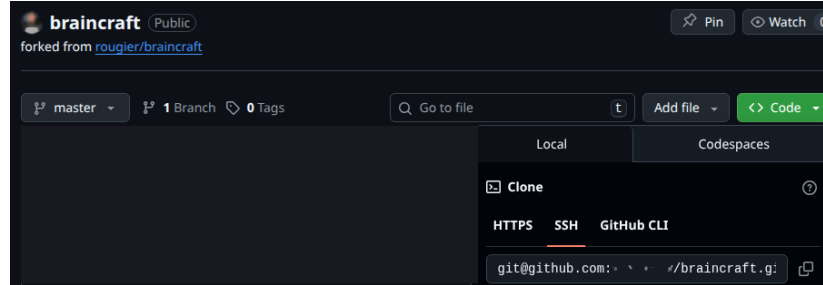 braincraft Public
Pin
Watch
forked from rougier/braincraft
master
1 Branch
0 Tags
Go to file
t
Add file
<> Code
Local
Codespaces
Clone
?
HTTPS
SSH
GitHub CLI
git@github.com: /braincraft.gi